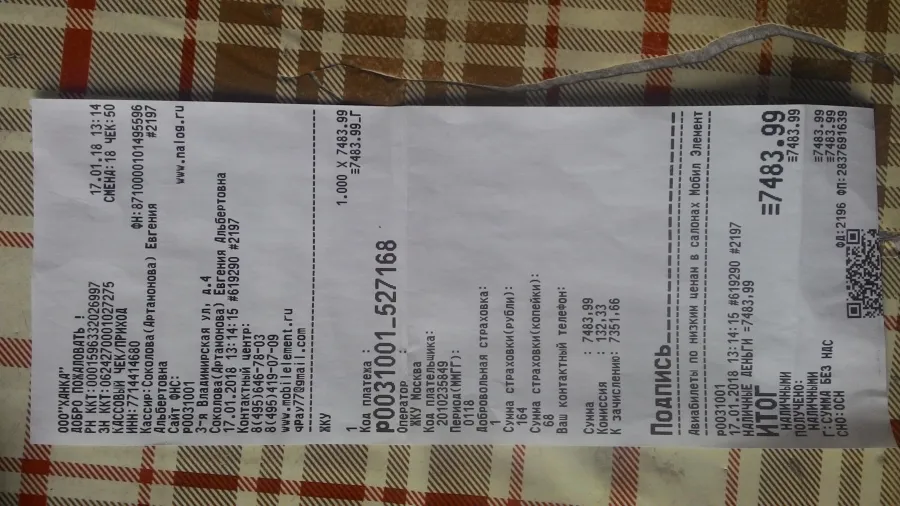 ООО"ХАНКА"
ДОБРО ПОЖАЛОВАТЬ !
РН ККТ:0001596332026997 17.01.18 13:14
ЗН ККТ:06247000 1027275 СМЕНА:18 ЧЕК:50
КАССОВЫЙ ЧЕК/ПРИХОД
ИНН:7714414680 ФН:8710000101495596
Кассир:Соколова(Артамонова) Евгения
Альбертовна #2197
Сайт ФНС: www.nalog.ru
p0031001
3-я Владимирская ул, д.4
Соколова(Артамонова) Евгения Альбертовна
17.01.2018 13:14:15 #619290 #2197
Контактный центр:
8(495)646-78-03
8(495)419-07-09
www.mobilelement.ru
qpay77@gmail.com
ЖКУ
1 1.000 X 7483.99
≡7483.99_Г
Код платежа :
p0031001_527168
Оператор :
ЖКУ Москва
Код плательщика:
2010235849
Период(ММГГ):
0118
Добровольная страховка:
1
Сумма страховки(рубли):
164
Сумма страховки(копейки):
68
Ваш контактный телефон:
Сумма : 7483,99
Комиссия : 132,33
К зачислению: 7351.66
Подпись
Авиабилеты по низким ценам в салонах Мобил Элемент
p0031001
17.01.2018 13:14:15 #619290 #2197
НАЛИЧНЫЕ ДЕНЬГИ =7483.99
ИТОГ ≡7483.99
НАЛИЧНЫМИ ≡7483.99
ПОЛУЧЕНО:
НАЛИЧНЫМИ ≡7483.99
Г:СУММА БЕЗ НДС ≡7483.99
СНО:ОСН ФД:2196 ФП:2837691639